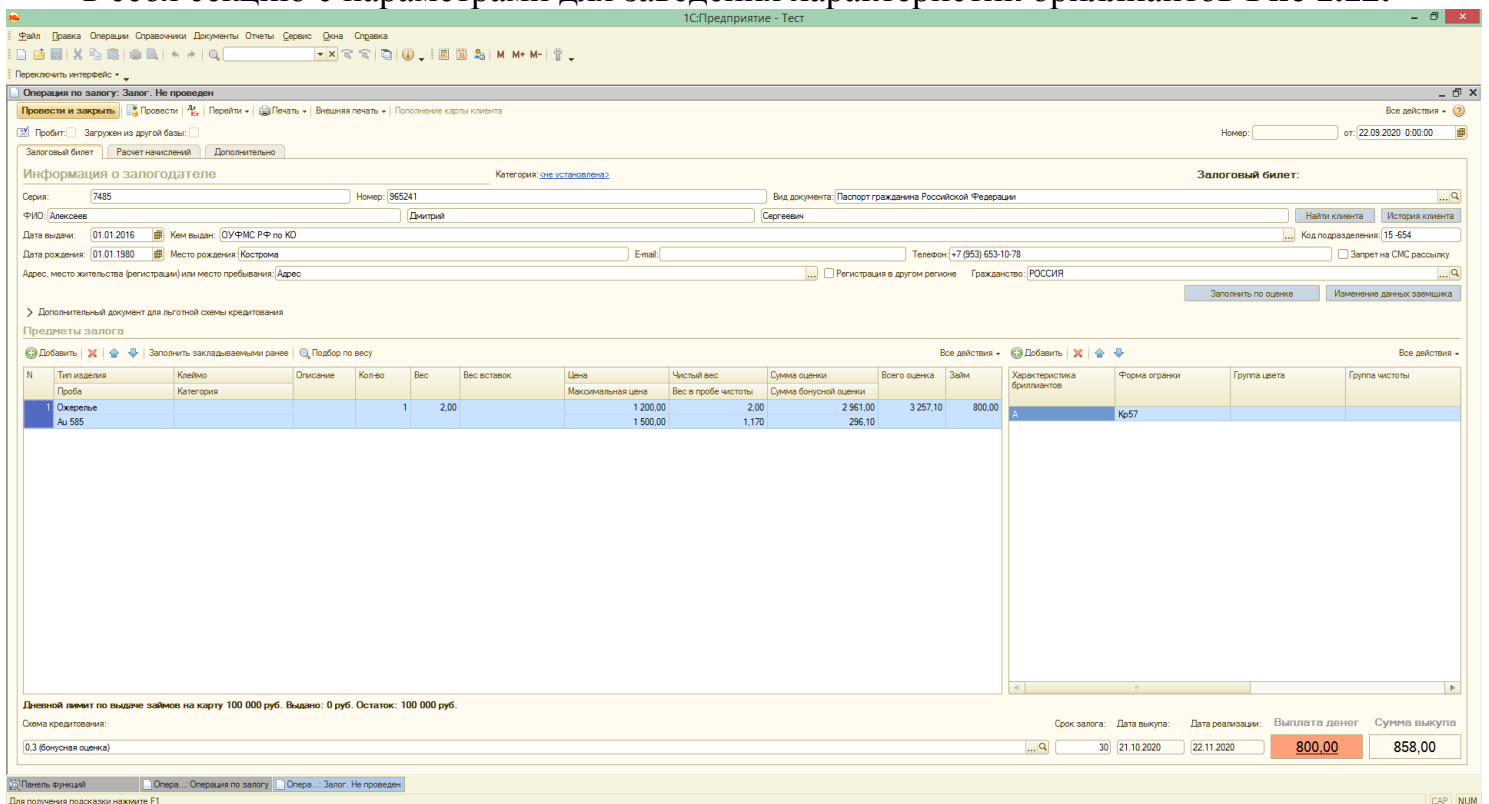 1С:Предприятие - Тест
Файл Правка Операции Справочники Документы Отчеты Сервис Окна Справка
M M+ M-
Переключить интерфейс
Операция по залогу: Залог. Не проведен
Провести и закрыть Провести Перейти Печать Внешняя печать Пополнение карты клиента Все действия
Пробит: Загружен из другой базы: Номер: от: 22.09.2020 0:00:00
Залоговый билет Расчет начислений Дополнительно
Информация о залогодателе Категория: <не установлена> Залоговый билет:
Серия: 7485 Номер: 965241 Вид документа: Паспорт гражданина Российской Федерации
ФИО: Алексеев Дмитрий Сергеевич Найти клиента История клиента
Дата выдачи: 01.01.2016 Кем выдан: ОУФМС РФ по КО Код подразделения: 15 -654
Дата рождения: 01.01.1980 Место рождения: Кострома E-mail: Телефон: +7 (953) 653-10-78 Запрет на СМС рассылку
Адрес, место жительства (регистрации) или место пребывания: Адрес Регистрация в другом регионе Гражданство: РОССИЯ
Заполнить по оценке Изменение данных заемщика
Дополнительный документ для льготной схемы кредитования
Предметы залога
Добавить Заполнить закладываемыми ранее Подбор по весу Все действия Добавить Все действия
N Тип изделия Клеймо Описание Кол-во Вес Вес вставок Цена Чистый вес Сумма оценки Всего оценка Займ Характеристика бриллиантов Форма огранки Группа цвета Группа чистоты
Проба Категория Максимальная цена Вес в пробе чистоты Сумма бонусной оценки
1 Ожерелье 1 2,00 1 200,00 2,00 2 961,00 3 257,10 800,00 А Кр57
Au 585 1 500,00 1,170 296,10
Дневной лимит по выдаче займов на карту 100 000 руб. Выдано: 0 руб. Остаток: 100 000 руб.
Схема кредитования: Срок залога: Дата выкупа: Дата реализации: Выплата денег Сумма выкупа
0,3 (бонусная оценка) 30 21.10.2020 22.11.2020 800,00 858,00
Панель функций Опера...: Операция по залогу Опера...: Залог. Не проведен
Для получения подсказки нажмите F1 CAP NUM